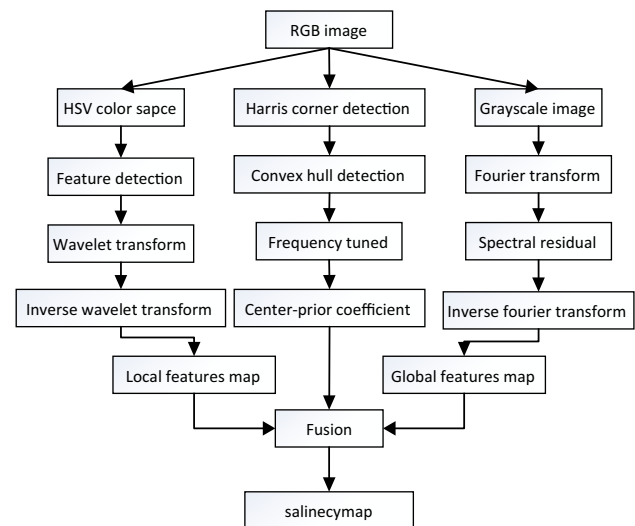 RGB image
HSV color sapce
Harris corner detection
Grayscale image
Feature detection
Convex hull detection
Fourier transform
Wavelet transform
Frequency tuned
Spectral residual
Inverse wavelet transform
Center-prior coefficient
Inverse fourier transform
Local features map
Global features map
Fusion
salinecymap